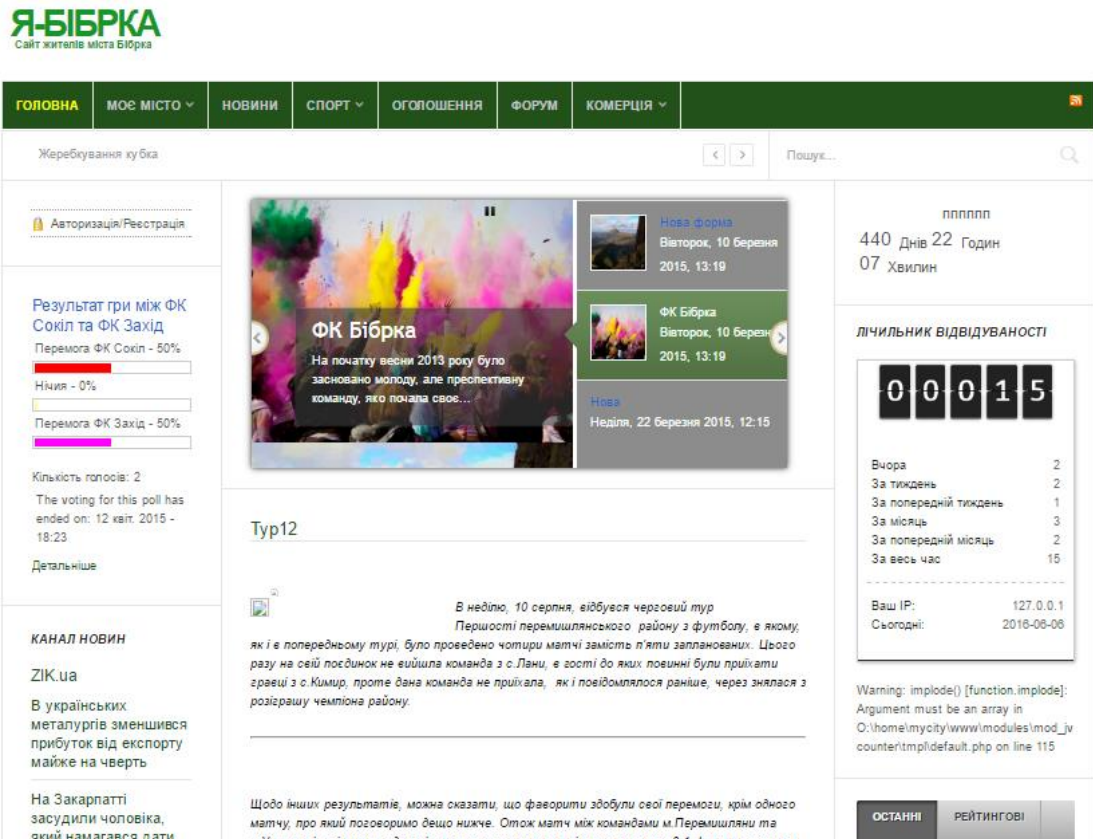 Я-БІБРКА
Сайт жителів міста Бібрка
ГОЛОВНА МОЄ МІСТО НОВИНИ СПОРТ ОГОЛОШЕННЯ ФОРУМ КОМЕРЦІЯ
Жеребкування кубка
Пошук...
Авторизація/Реєстрація
Результат гри між ФК
Сокіл та ФК Захід
Перемога ФК Сокіл - 50%
Нічия - 0%
Перемога ФК Захід - 50%
Кількість голосів: 2
The voting for this poll has
ended on: 12 квіт. 2015 -
18:23
Детальніше
КАНАЛ НОВИН
ZIK.ua
В українських
металургів зменшився
прибуток від експорту
майже на чверть
На Закарпатті
засудили чоловіка,
який намагався дати
ФК Бібрка
На початку весни 2013 року було
засновано молоду, але преспективну
команду, яко почала своє...
Нова форма
Вівторок, 10 березня
2015, 13:19
ФК Бібрка
Вівторок, 10 березн
2015, 13:19
Нова
Неділя, 22 березня 2015, 12:15
Тур12
В неділю, 10 серпня, відбувся черговий тур
Першості перемишлянського району з футболу, в якому,
як і в попередньому турі, було проведено чотири матчі замість п'яти запланованих. Цього
разу на свій поєдинок не вийшла команда з с.Лани, в гості до яких повинні були приїхати
гравці з с.Кимир, проте дана команда не приїхала, як і повідомлялося раніше, через знялася з
розіграшу чемпіона району.
Щодо інших результатів, можна сказати, що фаворити здобули свої перемоги, крім одного
матчу, про який поговоримо дещо нижче. Отож матч між командами м.Перемишляни та
пппппп
440 Днів 22 Годин
07 Хвилин
ЛІЧИЛЬНИК ВІДВІДУВАНОСТІ
00015
Вчора 2
За тиждень 2
За попередній тиждень 1
За місяць 3
За попередній місяць 2
За весь час 15
Ваш IP: 127.0.0.1
Сьогодні: 2016-06-06
Warning: implode() [function.implode]:
Argument must be an array in
O:\home\mycity\www\modules\mod_jv
counter\tmpl\default.php on line 115
ОСТАННІ РЕЙТИНГОВІ